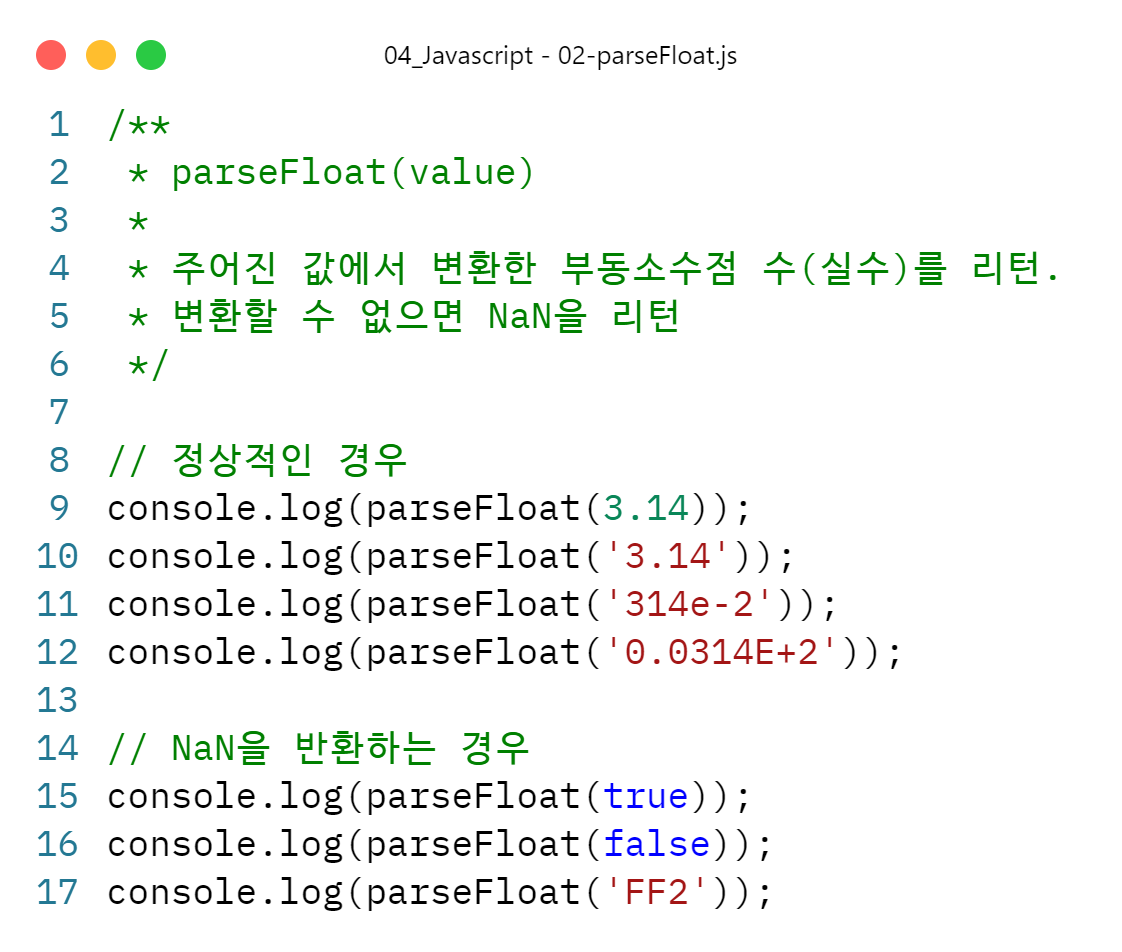 04_Javascript - 02-parseFloat.js
1 /**
2  * parseFloat(value)
3  *
4  * 주어진 값에서 변환한 부동소수점 수(실수)를 리턴.
5  * 변환할 수 없으면 NaN을 리턴
6  */
7
8 // 정상적인 경우
9 console.log(parseFloat(3.14));
10 console.log(parseFloat('3.14'));
11 console.log(parseFloat('314e-2'));
12 console.log(parseFloat('0.0314E+2'));
13
14 // NaN을 반환하는 경우
15 console.log(parseFloat(true));
16 console.log(parseFloat(false));
17 console.log(parseFloat('FF2'));